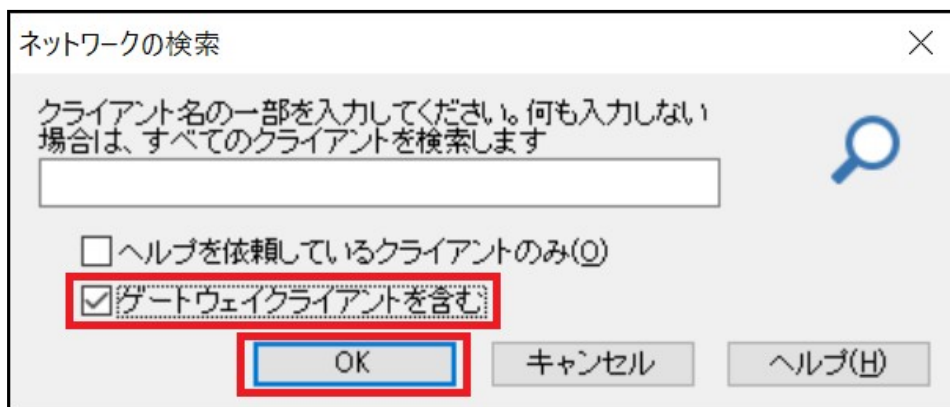 ネットワークの検索
クライアント名の一部を入力してください。何も入力しない
場合は、すべてのクライアントを検索します
ヘルプを依頼しているクライアントのみ(O)
ゲートウェイクライアントを含む
OK キャンセル ヘルプ(H)